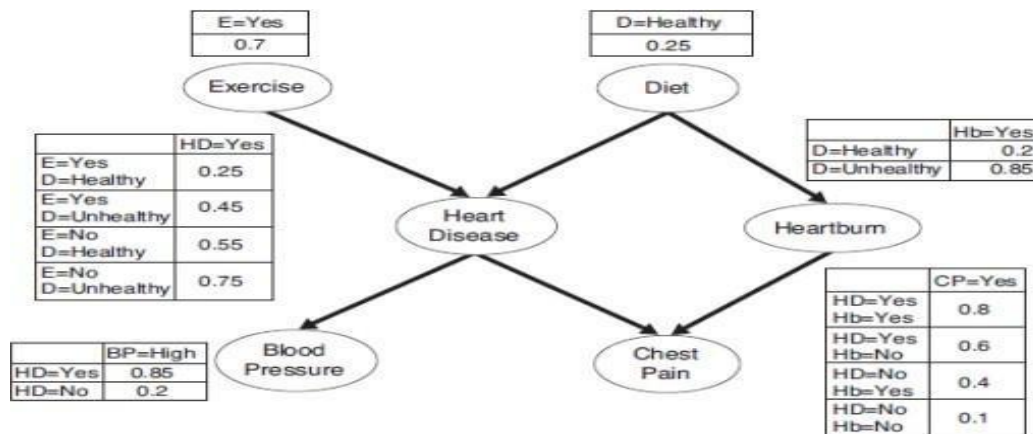 E=Yes
0.7
D=Healthy
0.25
Exercise
Diet
HD=Yes
E=Yes
D=Healthy
0.25
E=Yes
D=Unhealthy
0.45
E=No
D=Healthy
0.55
E=No
D=Unhealthy
0.75
Hb=Yes
D=Healthy 0.2
D=Unhealthy 0.85
Heart
Disease
Heartburn
BP=High
HD=Yes 0.85
HD=No 0.2
Blood
Pressure
Chest
Pain
CP=Yes
HD=Yes
Hb=Yes
0.8
HD=Yes
Hb=No
0.6
HD=No
Hb=Yes
0.4
HD=No
Hb=No
0.1